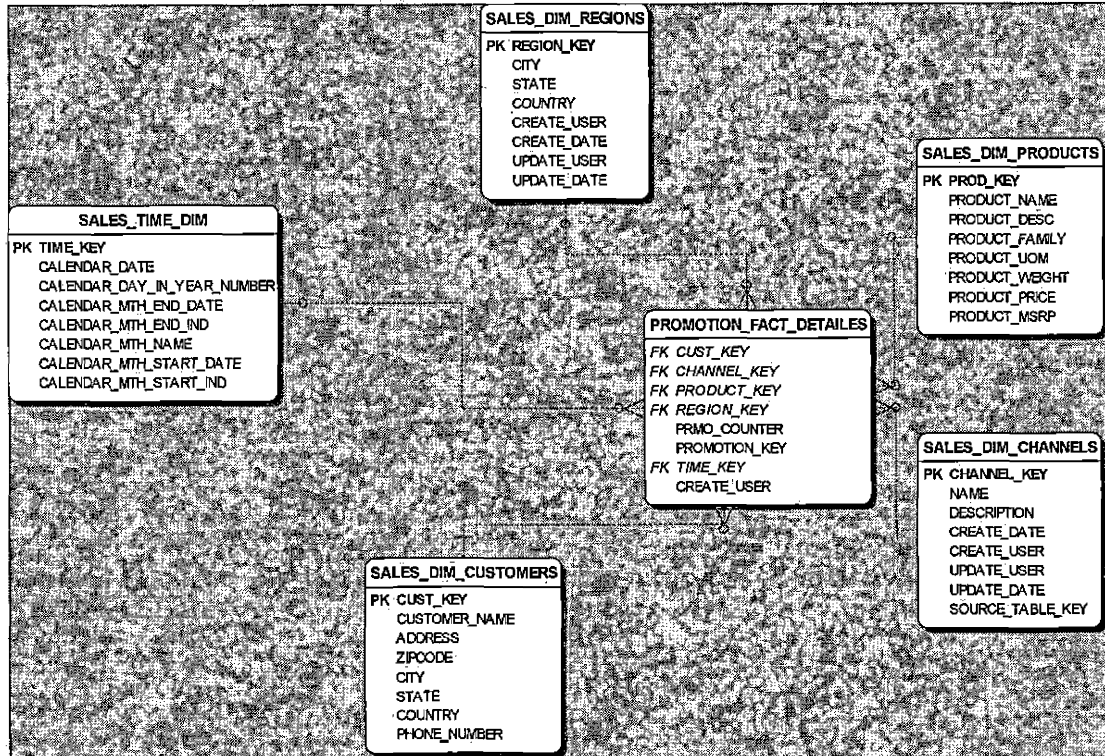 SALES_DIM_REGIONS
PK REGION_KEY
CITY
STATE
COUNTRY
CREATE_USER
CREATE_DATE
UPDATE_USER
UPDATE_DATE
SALES_DIM_PRODUCTS
PK PROD_KEY
PRODUCT_NAME
PRODUCT_DESC
PRODUCT_FAMILY
PRODUCT_UOM
PRODUCT_WEIGHT
PRODUCT_PRICE
PRODUCT_MSRP
SALES_TIME_DIM
PK TIME_KEY
CALENDAR_DATE
CALENDAR_DAY_IN_YEAR_NUMBER
CALENDAR_MTH_END_DATE
CALENDAR_MTH_END_IND
CALENDAR_MTH_NAME
CALENDAR_MTH_START_DATE
CALENDAR_MTH_START_IND
PROMOTION_FACT_DETAILES
FK CUST_KEY
FK CHANNEL_KEY
FK PRODUCT_KEY
FK REGION_KEY
PRMO_COUNTER
PROMOTION_KEY
FK TIME_KEY
CREATE_USER
SALES_DIM_CHANNELS
PK CHANNEL_KEY
NAME
DESCRIPTION
CREATE_DATE
CREATE_USER
UPDATE_USER
UPDATE_DATE
SOURCE_TABLE_KEY
SALES_DIM_CUSTOMERS
PK CUST_KEY
CUSTOMER_NAME
ADDRESS
ZIPCODE
CITY
STATE
COUNTRY
PHONE_NUMBER